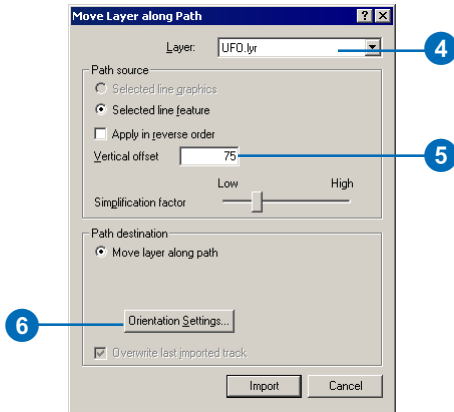 Move Layer along Path
Layer: UFO.lyr
4
Path source
Selected line graphics
Selected line feature
Apply in reverse order
Vertical offset 75
5
Low High
Simplification factor
Path destination
Move layer along path
6
Orientation Settings...
Overwrite last imported track
Import Cancel